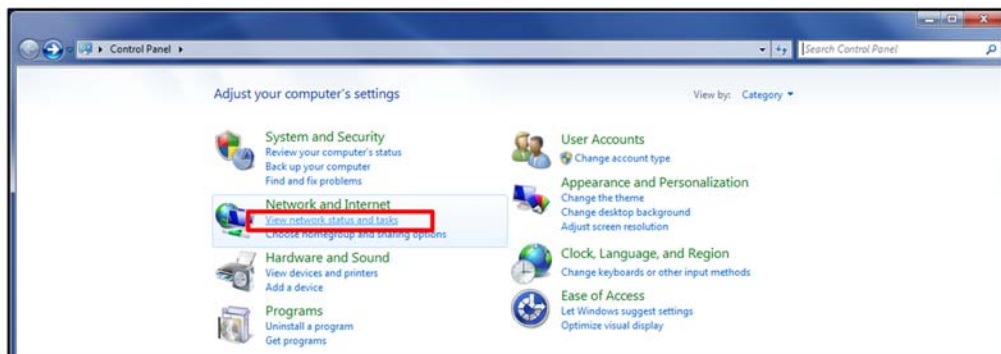 Control Panel
Search Control Panel
Adjust your computer's settings
View by: Category
System and Security
Review your computer's status
Back up your computer
Find and fix problems
Network and Internet
View network status and tasks
Choose homegroup and sharing options
Hardware and Sound
View devices and printers
Add a device
Programs
Uninstall a program
Get programs
User Accounts
Change account type
Appearance and Personalization
Change the theme
Change desktop background
Adjust screen resolution
Clock, Language, and Region
Change keyboards or other input methods
Ease of Access
Let Windows suggest settings
Optimize visual display